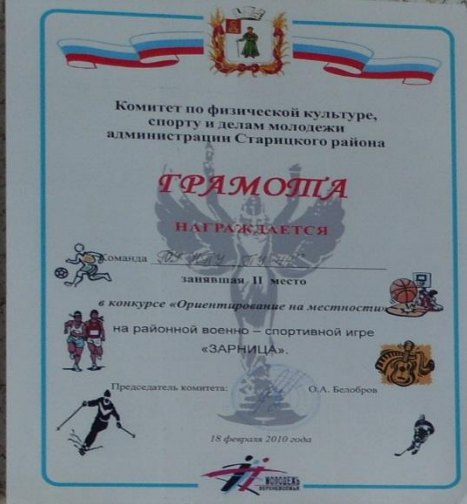 Комитет по физической культуре,
спорту и делам молодежи
администрации Старицкого района
ГРАМОТА
НАГРАЖДАЕТСЯ
Команда
занявшая II место
в конкурсе «Ориентирование на местности»
на районной военно – спортивной игре
«ЗАРНИЦА».
Председатель комитета: О.А. Белобров
18 февраля 2010 года
МОЛОДЕЖЬ
ВЕРХНЕВОЛЖЬЯ